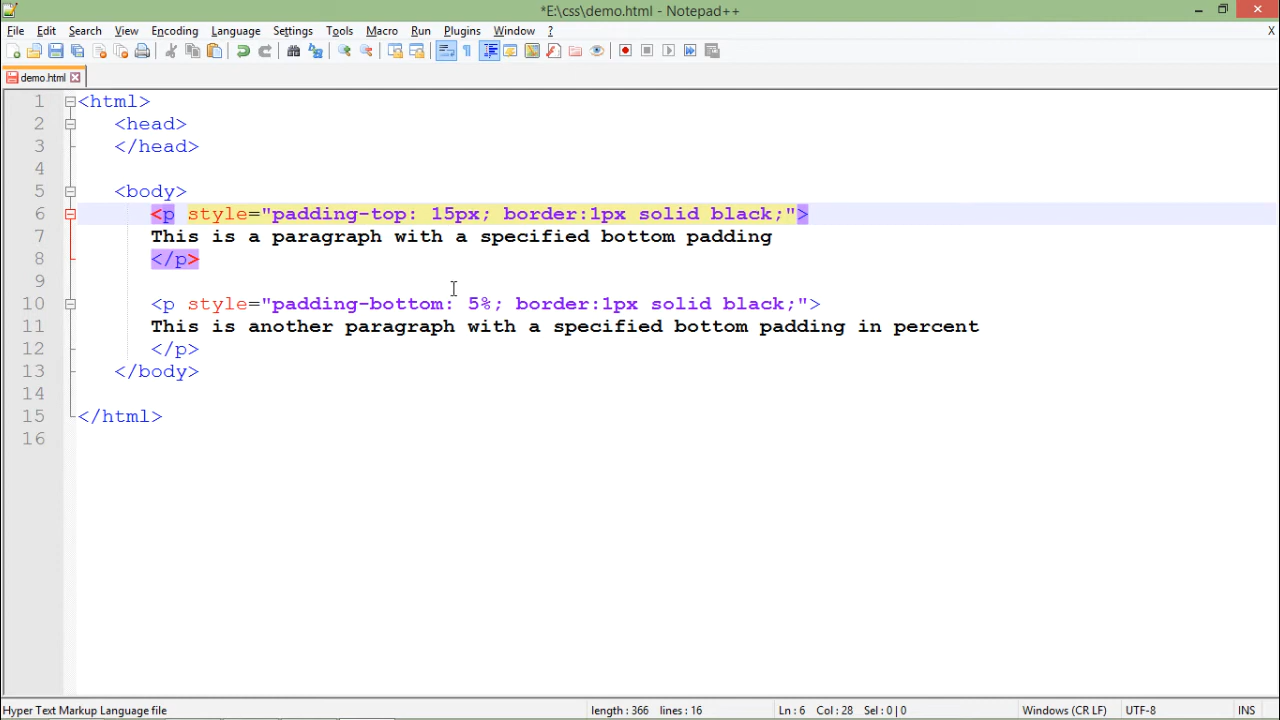 *E:\css\demo.html - Notepad++
File Edit Search View Encoding Language Settings Tools Macro Run Plugins Window ? X
demo.html
1 <html>
2 <head>
3 </head>
4
5 <body>
6 <p style="padding-top: 15px; border:1px solid black;">
7 This is a paragraph with a specified bottom padding
8 </p>
9
10 <p style="padding-bottom: 5%; border:1px solid black;">
11 This is another paragraph with a specified bottom padding in percent
12 </p>
13 </body>
14
15 </html>
16
Hyper Text Markup Language file length : 366 lines : 16 Ln : 6 Col : 28 Sel : 0 | 0 Windows (CR LF) UTF-8 INS